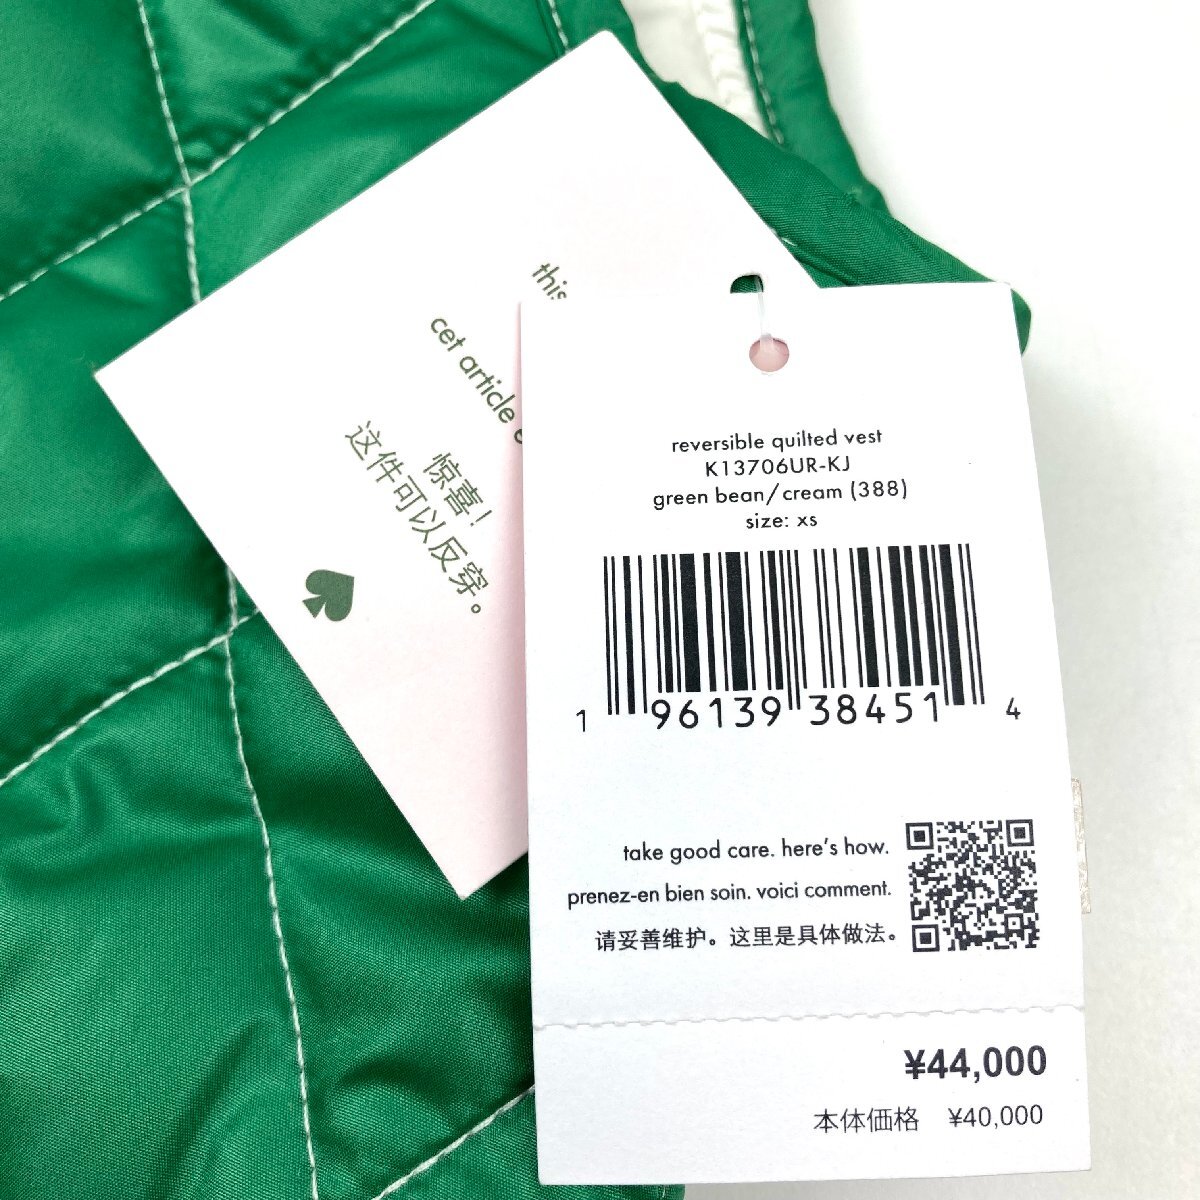 this
cet article
惊喜！
这件可以反穿。
reversible quilted vest
K13706UR-KJ
green bean/cream (388)
size: xs
1 96139 38451 4
take good care. here's how.
prenez-en bien soin. voici comment.
请妥善维护。这里是具体做法。
¥44,000
本体価格 ¥40,000